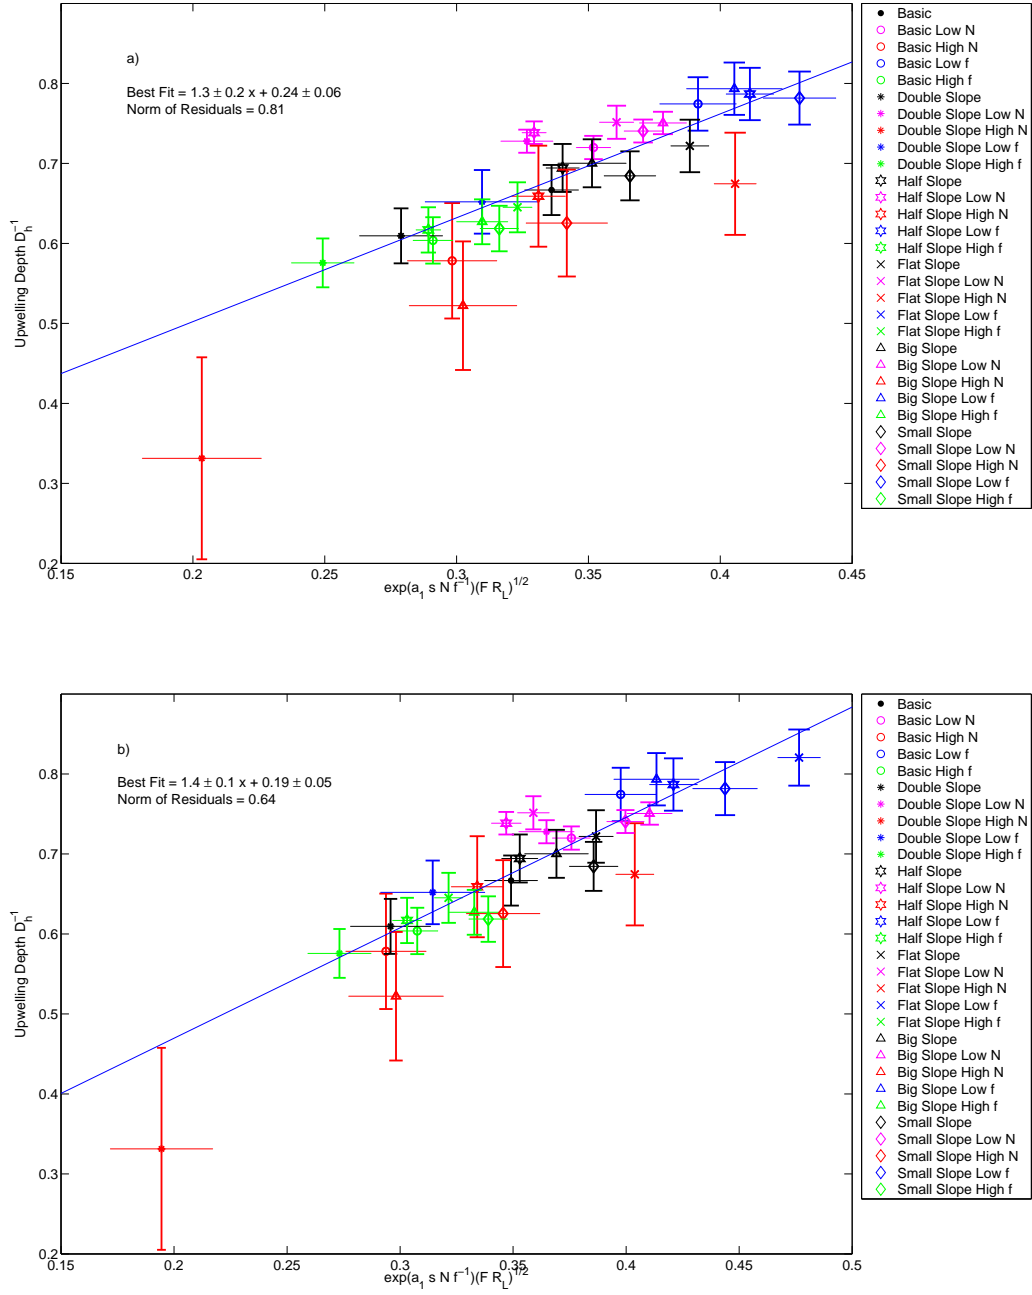 a)
Best Fit = 1.3 ± 0.2 x + 0.24 ± 0.06
Norm of Residuals = 0.81
Upwelling Depth D_h^{-1}
0.8
0.7
0.6
0.5
0.4
0.3
0.2
0.15 0.2 0.25 0.3 0.35 0.4 0.45
exp(a_1 s N f^{-1})(F R_L)^{1/2}
Basic
Basic Low N
Basic High N
Basic Low f
Basic High f
Double Slope
Double Slope Low N
Double Slope High N
Double Slope Low f
Double Slope High f
Half Slope
Half Slope Low N
Half Slope High N
Half Slope Low f
Half Slope High f
Flat Slope
Flat Slope Low N
Flat Slope High N
Flat Slope Low f
Flat Slope High f
Big Slope
Big Slope Low N
Big Slope High N
Big Slope Low f
Big Slope High f
Small Slope
Small Slope Low N
Small Slope High N
Small Slope Low f
Small Slope High f
b)
Best Fit = 1.4 ± 0.1 x + 0.19 ± 0.05
Norm of Residuals = 0.64
Upwelling Depth D_h^{-1}
0.8
0.7
0.6
0.5
0.4
0.3
0.2
0.15 0.2 0.25 0.3 0.35 0.4 0.45 0.5
exp(a_1 s N f^{-1})(F R_L)^{1/2}
Basic
Basic Low N
Basic High N
Basic Low f
Basic High f
Double Slope
Double Slope Low N
Double Slope High N
Double Slope Low f
Double Slope High f
Half Slope
Half Slope Low N
Half Slope High N
Half Slope Low f
Half Slope High f
Flat Slope
Flat Slope Low N
Flat Slope High N
Flat Slope Low f
Flat Slope High f
Big Slope
Big Slope Low N
Big Slope High N
Big Slope Low f
Big Slope High f
Small Slope
Small Slope Low N
Small Slope High N
Small Slope Low f
Small Slope High f